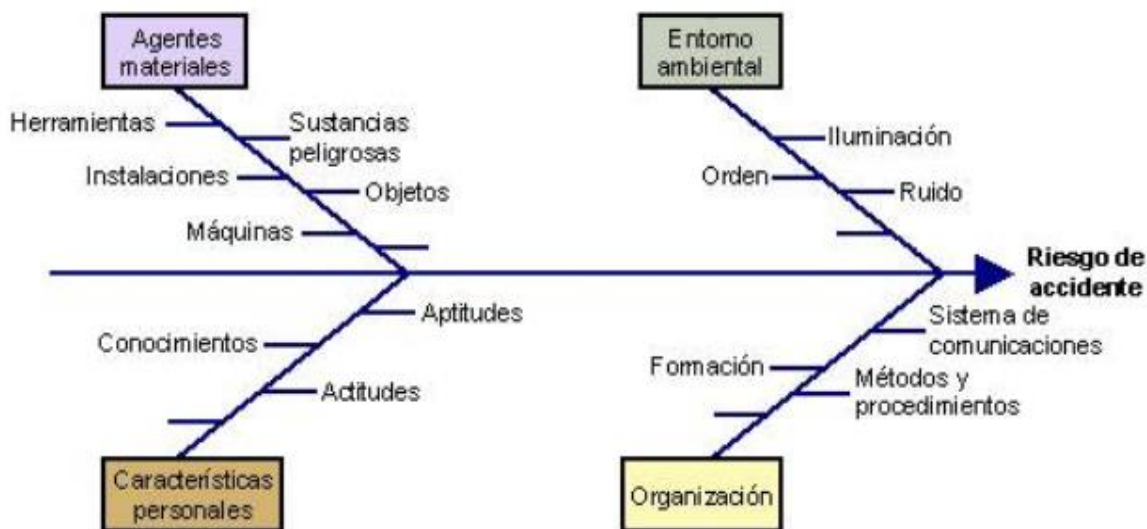 Agentes
materiales
Entorno
ambiental
Herramientas
Sustancias
peligrosas
Iluminación
Instalaciones
Objetos
Orden
Ruido
Máquinas
Riesgo de
accidente
Aptitudes
Sistema de
comunicaciones
Conocimientos
Formación
Actitudes
Métodos y
procedimientos
Características
personales
Organización